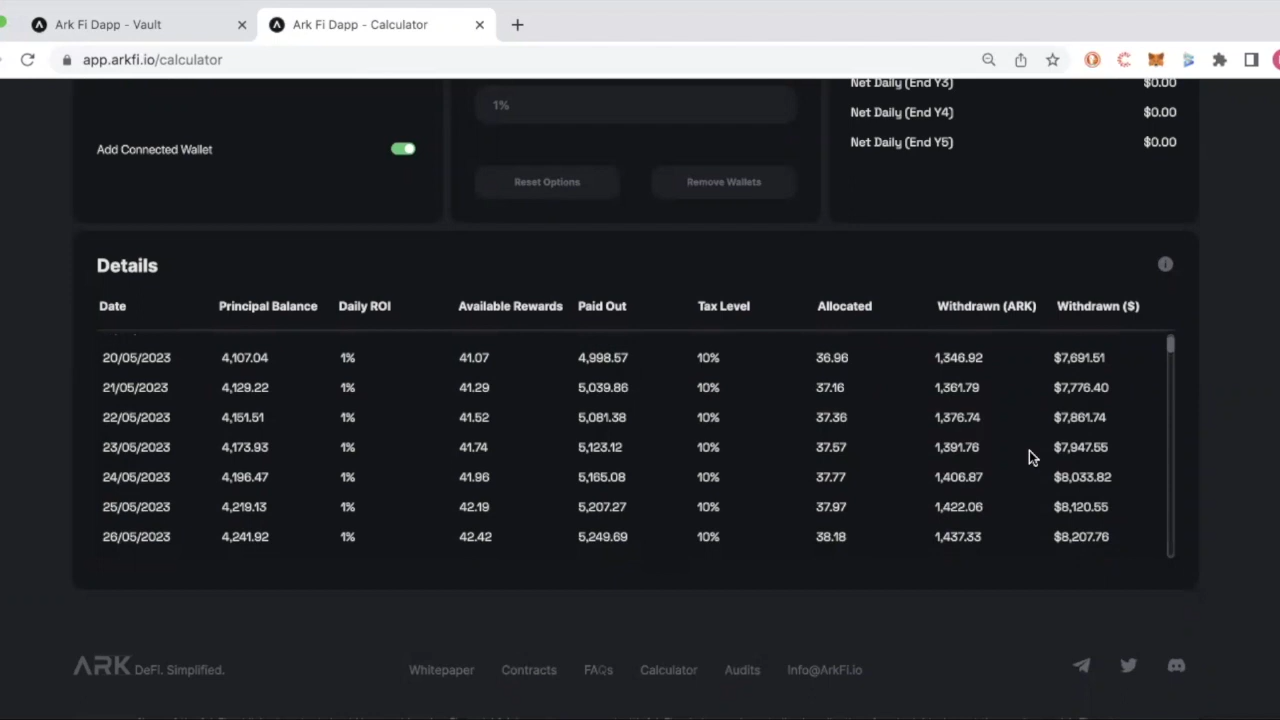 Ark Fi Dapp - Vault
Ark Fi Dapp - Calculator
app.arkfi.io/calculator
1%
Add Connected Wallet
Reset Options
Remove Wallets
Net Daily (End Y3) $0.00
Net Daily (End Y4) $0.00
Net Daily (End Y5) $0.00
Details
Date Principal Balance Daily ROI Available Rewards Paid Out Tax Level Allocated Withdrawn (ARK) Withdrawn ($)
20/05/2023 4,107.04 1% 41.07 4,998.57 10% 36.96 1,346.92 $7,691.51
21/05/2023 4,129.22 1% 41.29 5,039.86 10% 37.16 1,361.79 $7,776.40
22/05/2023 4,151.51 1% 41.52 5,081.38 10% 37.36 1,376.74 $7,861.74
23/05/2023 4,173.93 1% 41.74 5,123.12 10% 37.57 1,391.76 $7,947.55
24/05/2023 4,196.47 1% 41.96 5,165.08 10% 37.77 1,406.87 $8,033.82
25/05/2023 4,219.13 1% 42.19 5,207.27 10% 37.97 1,422.06 $8,120.55
26/05/2023 4,241.92 1% 42.42 5,249.69 10% 38.18 1,437.33 $8,207.76
ARK DeFi. Simplified.
Whitepaper Contracts FAQs Calculator Audits Info@ArkFi.io